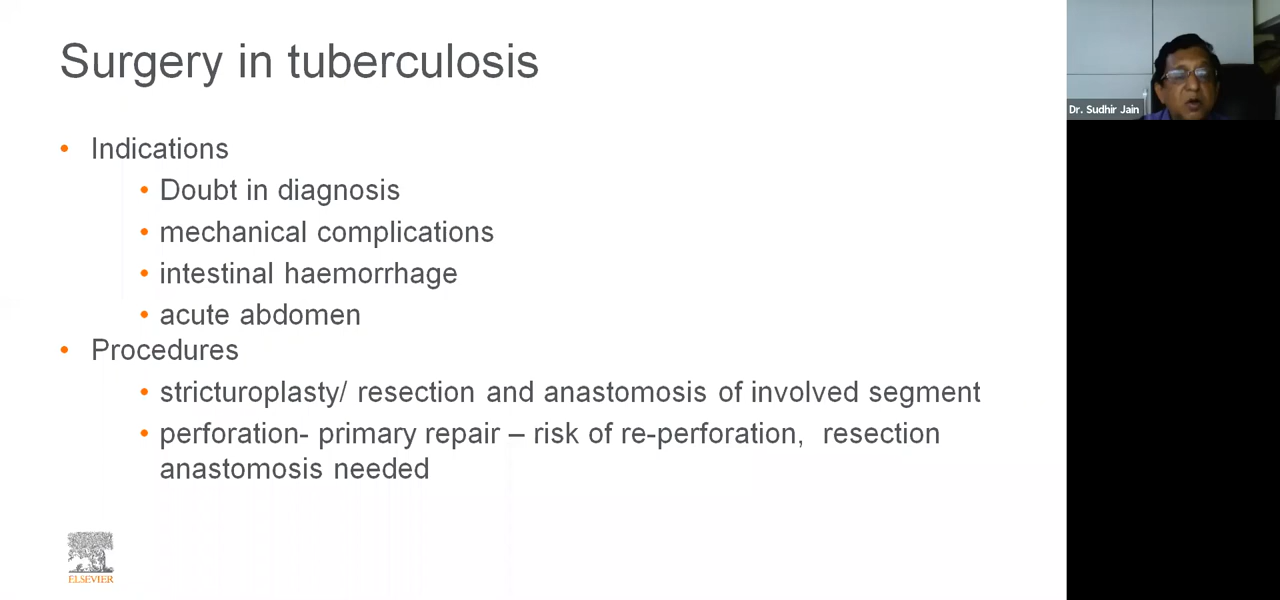 Surgery in tuberculosis
• Indications
• Doubt in diagnosis
• mechanical complications
• intestinal haemorrhage
• acute abdomen
• Procedures
• stricturoplasty/ resection and anastomosis of involved segment
• perforation- primary repair – risk of re-perforation, resection
anastomosis needed
ELSEVIER
Dr. Sudhir Jain